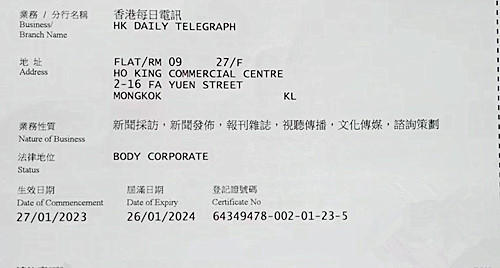 業務 / 分行名稱 香港每日電訊
Business/ HK DAILY TELEGRAPH
Branch Name
地 址 FLAT/RM 09 27/F
Address HO KING COMMERCIAL CENTRE
2-16 FA YUEN STREET
MONGKOK KL
業務性質 新聞採訪，新聞發佈，報刊雜誌，視聽傳播，文化傳媒，諮詢策劃
Nature of Business
法律地位 BODY CORPORATE
Status
生效日期 屆滿日期 登記證號碼
Date of Commencement Date of Expiry Certificate No
27/01/2023 26/01/2024 64349478-002-01-23-5